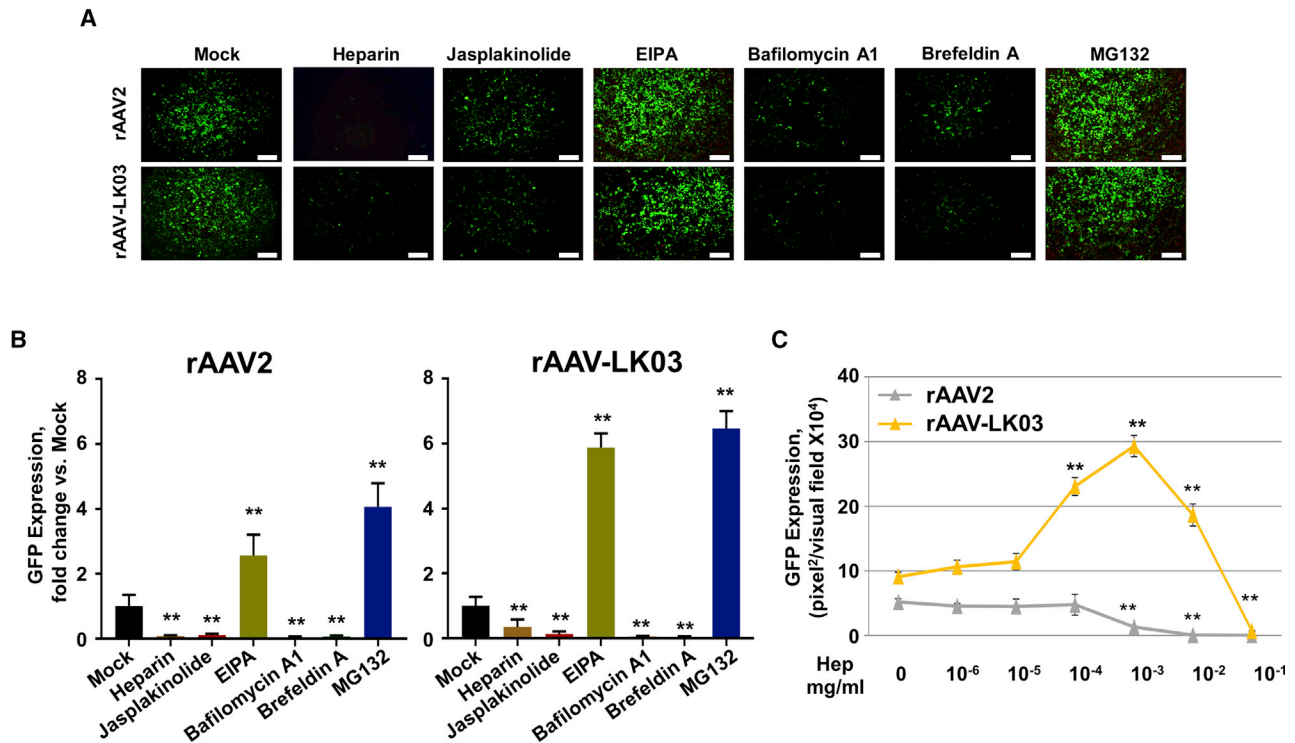 A
Mock Heparin Jasplakinolide EIPA Bafilomycin A1 Brefeldin A MG132
rAAV2
rAAV-LK03
B
rAAV2
GFP Expression,
fold change vs. Mock
8
6
4
2
0
** ** ** ** ** **
Mock Heparin Jasplakinolide EIPA Bafilomycin A1 Brefeldin A MG132
rAAV-LK03
8
6
4
2
0
** ** ** ** ** **
Mock Heparin Jasplakinolide EIPA Bafilomycin A1 Brefeldin A MG132
C
GFP Expression,
(pixel²/visual field X10⁴)
40
30
20
10
0
rAAV2
rAAV-LK03
** ** ** ** ** **
Hep
mg/ml
0 10⁻⁶ 10⁻⁵ 10⁻⁴ 10⁻³ 10⁻² 10⁻¹